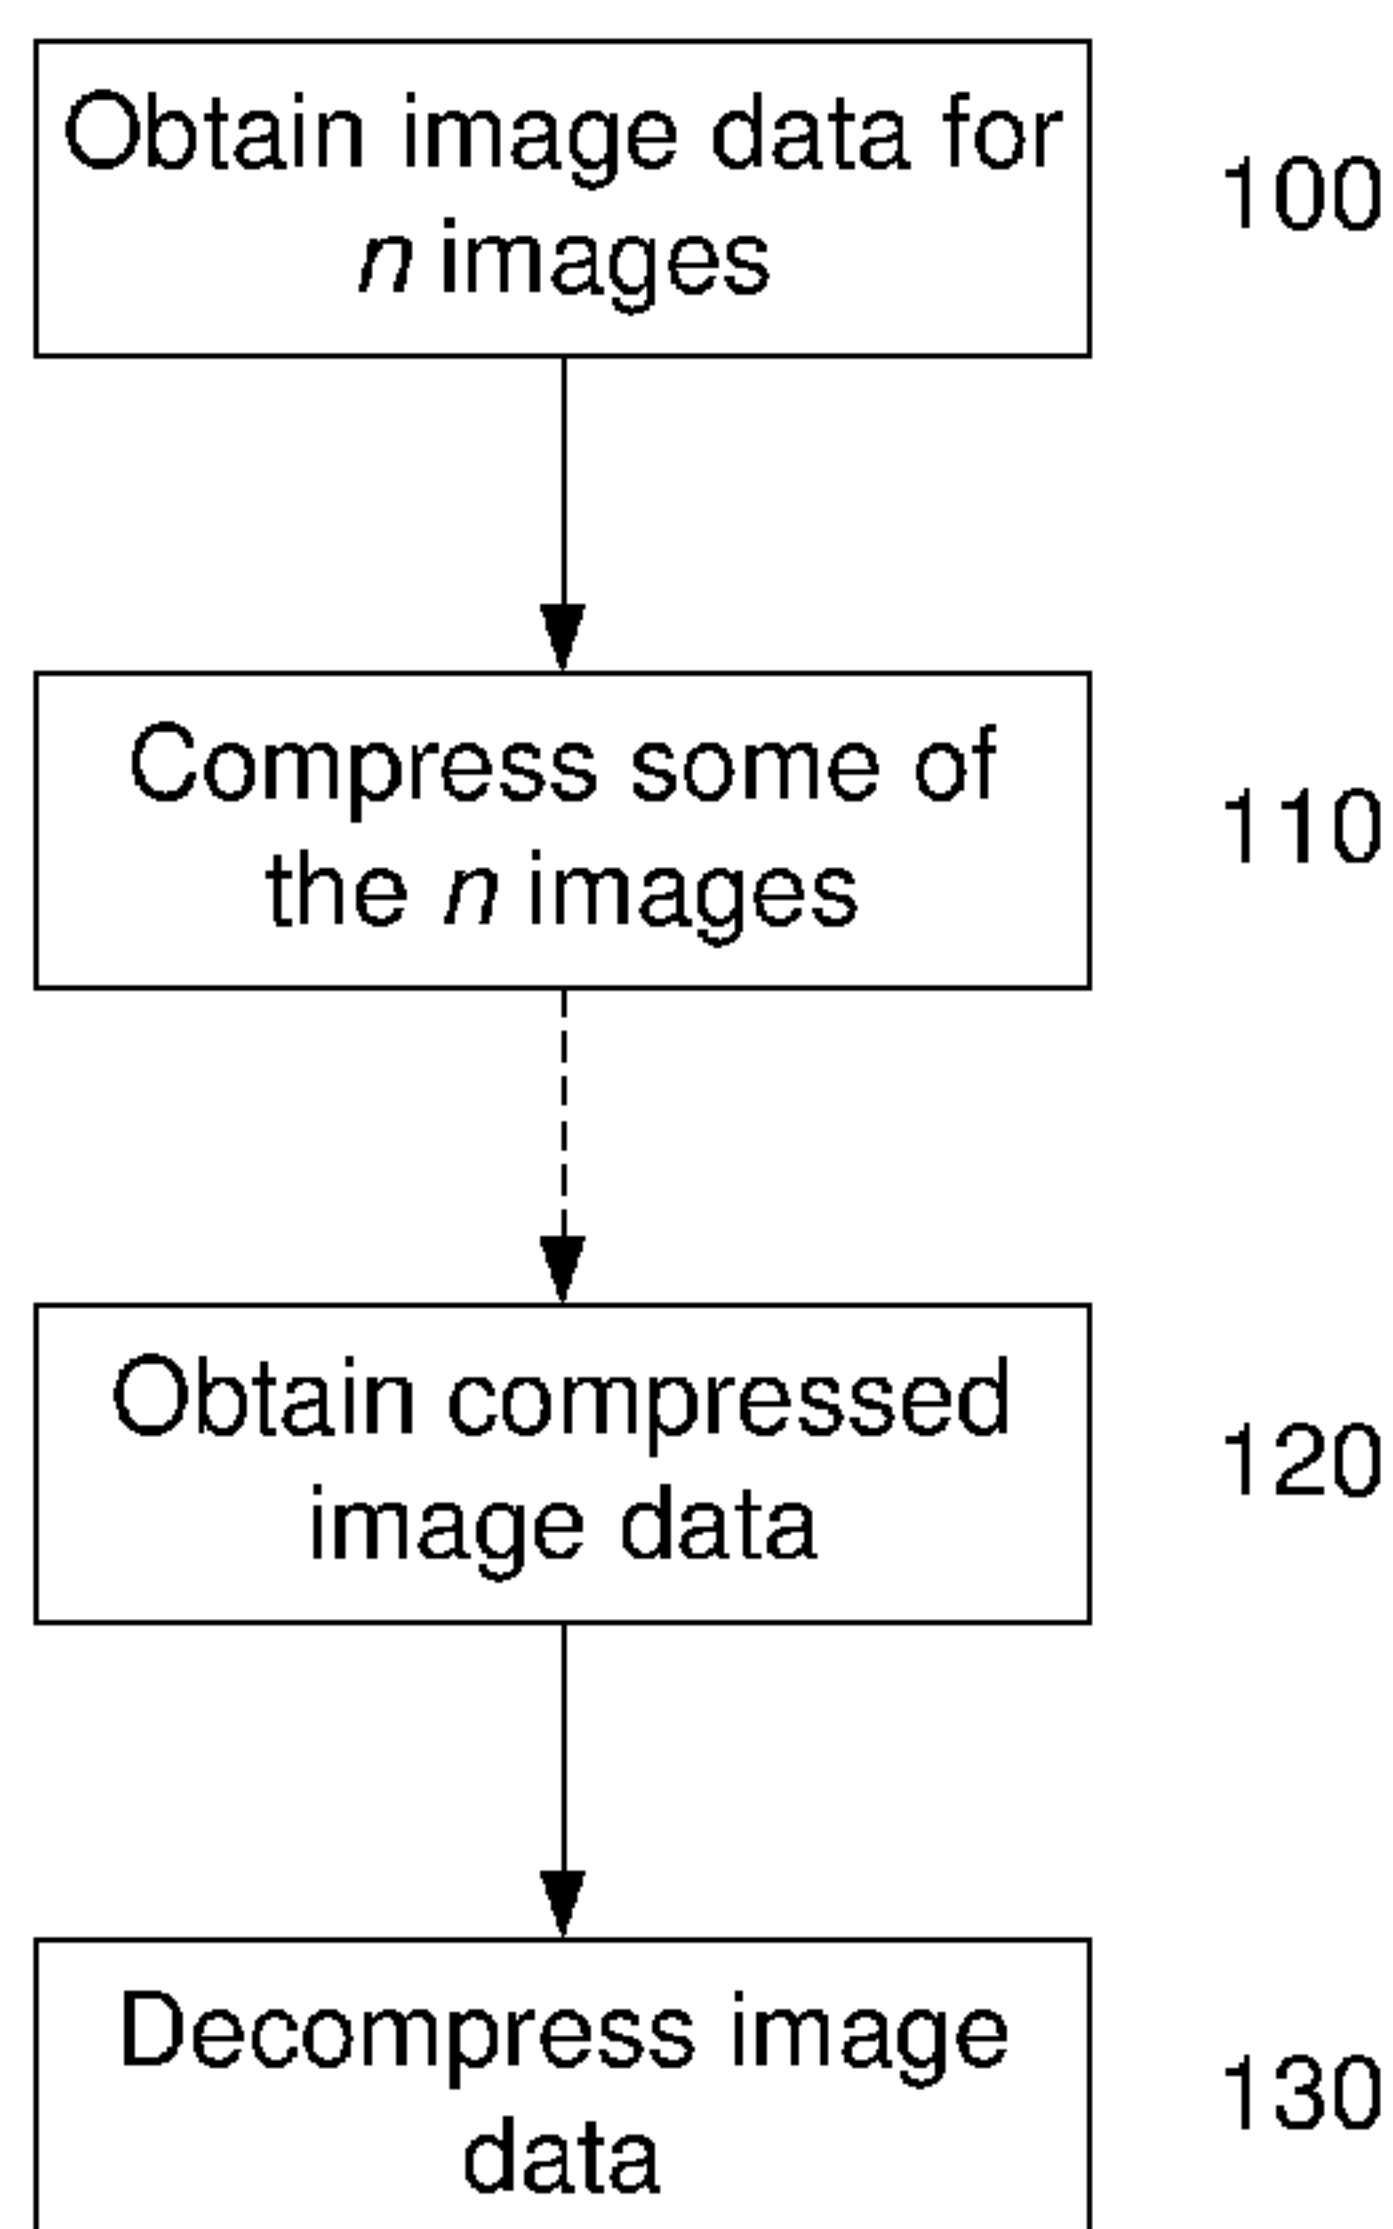 Obtain image data for
n images
100
Compress some of
the n images
110
Obtain compressed
image data
120
Decompress image
data
130